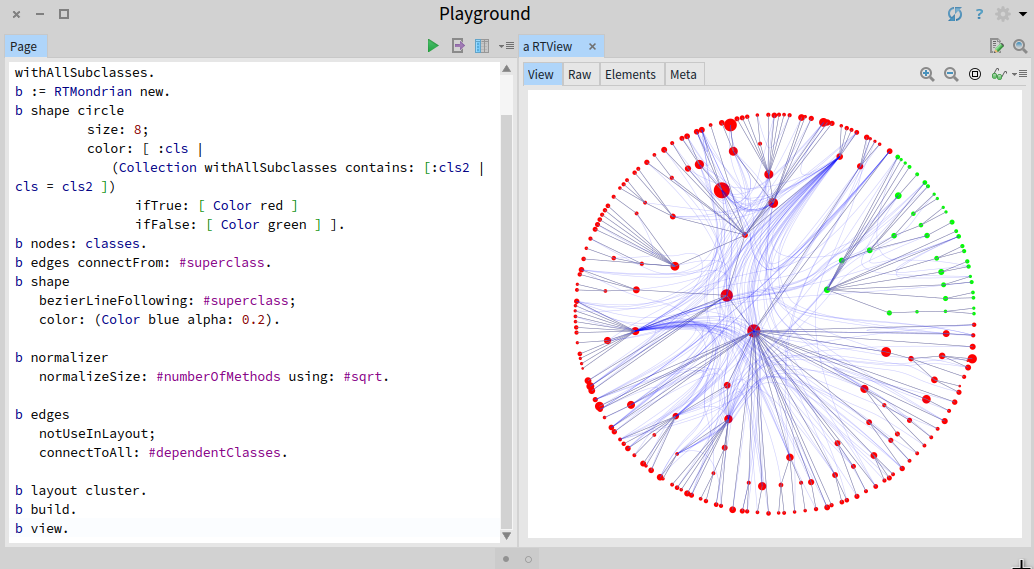 Playground
?
Page
a RTView
withAllSubclasses.
b := RTMondrian new.
b shape circle
size: 8;
color: [ :cls |
(Collection withAllSubclasses contains: [:cls2 |
cls = cls2 ])
ifTrue: [ Color red ]
ifFalse: [ Color green ] ].
b nodes: classes.
b edges connectFrom: #superclass.
b shape
bezierLineFollowing: #superclass;
color: (Color blue alpha: 0.2).
b normalizer
normalizeSize: #numberOfMethods using: #sqrt.
b edges
notUseInLayout;
connectToAll: #dependentClasses.
b layout cluster.
b build.
b view.
View Raw Elements Meta